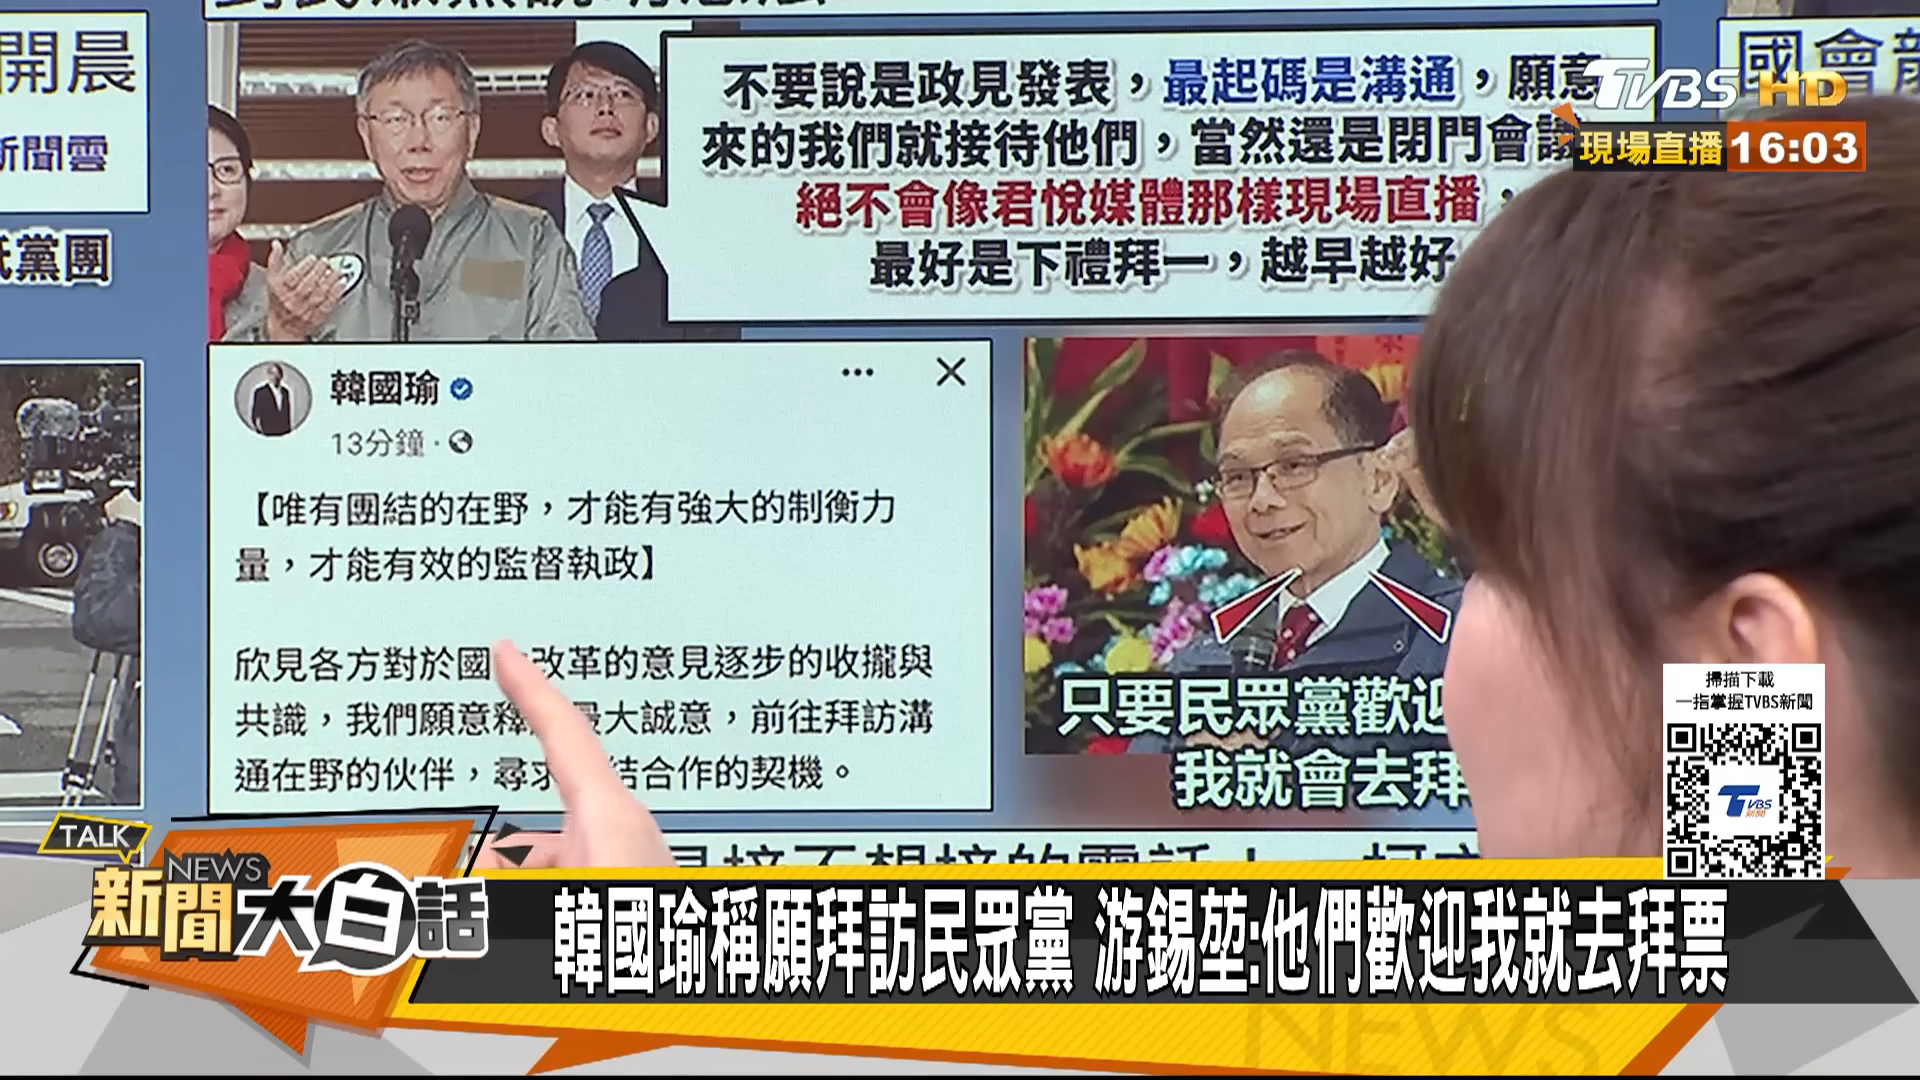 開晨
新聞雲
黨團
不要說是政見發表，最起碼是溝通，願意
來的我們就接待他們，當然還是閉門會議
絕不會像君悅媒體那樣現場直播，
最好是下禮拜一，越早越好
國會龍
TVBS HD
現場直播 16:03
韓國瑜
13分鐘
【唯有團結的在野，才能有強大的制衡力
量，才能有效的監督執政】
欣見各方對於國 改革的意見逐步的收攏與
共識，我們願意釋 最大誠意，前往拜訪溝
通在野的伙伴，尋求 結合作的契機。
只要民眾黨歡迎
我就會去拜
掃描下載
一指掌握TVBS新聞
TVBS
新聞
TALK
NEWS
新聞大白話
韓國瑜稱願拜訪民眾黨 游錫堃:他們歡迎我就去拜票
NEWS